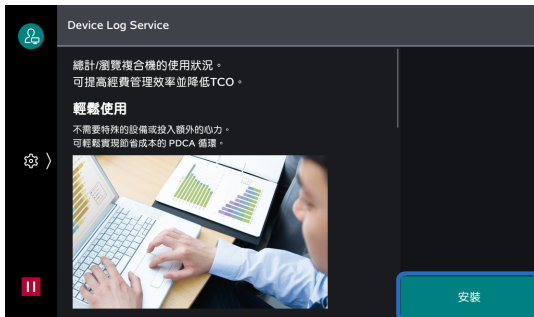 Device Log Service
總計/瀏覽複合機的使用狀況。
可提高經費管理效率並降低TCO。
輕鬆使用
不需要特殊的設備或投入額外的心力。
可輕鬆實現節省成本的 PDCA 循環。
安裝